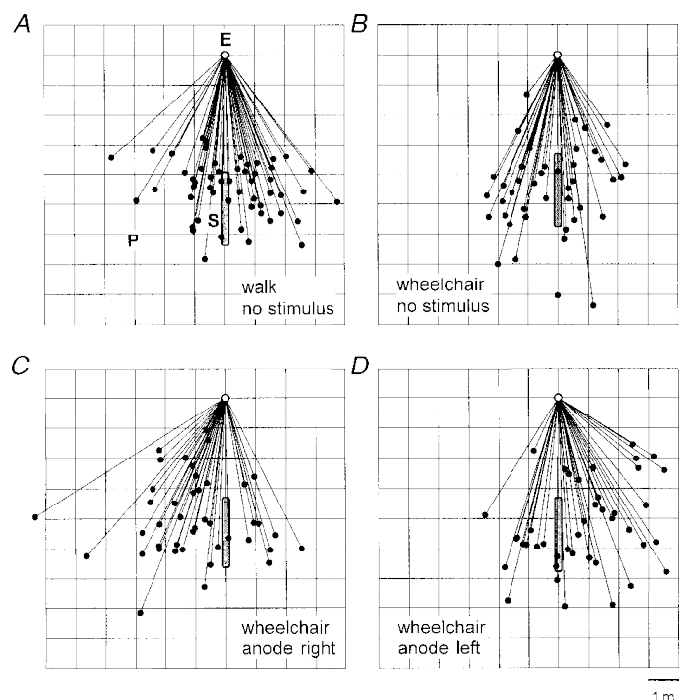 A
B
E
S
P
walk
no stimulus
wheelchair
no stimulus
C
D
wheelchair
anode right
wheelchair
anode left
1 m